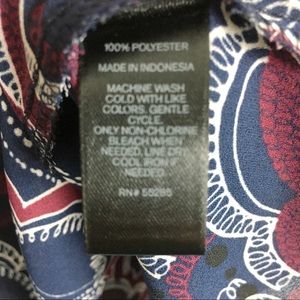 100% POLYESTER
MADE IN INDONESIA
MACHINE WASH
COLD WITH LIKE
COLORS. GENTLE
CYCLE.
ONLY NON-CHLORINE
BLEACH WHEN
NEEDED. LINE DRY.
COOL IRON IF
NEEDED.
RN# 55285